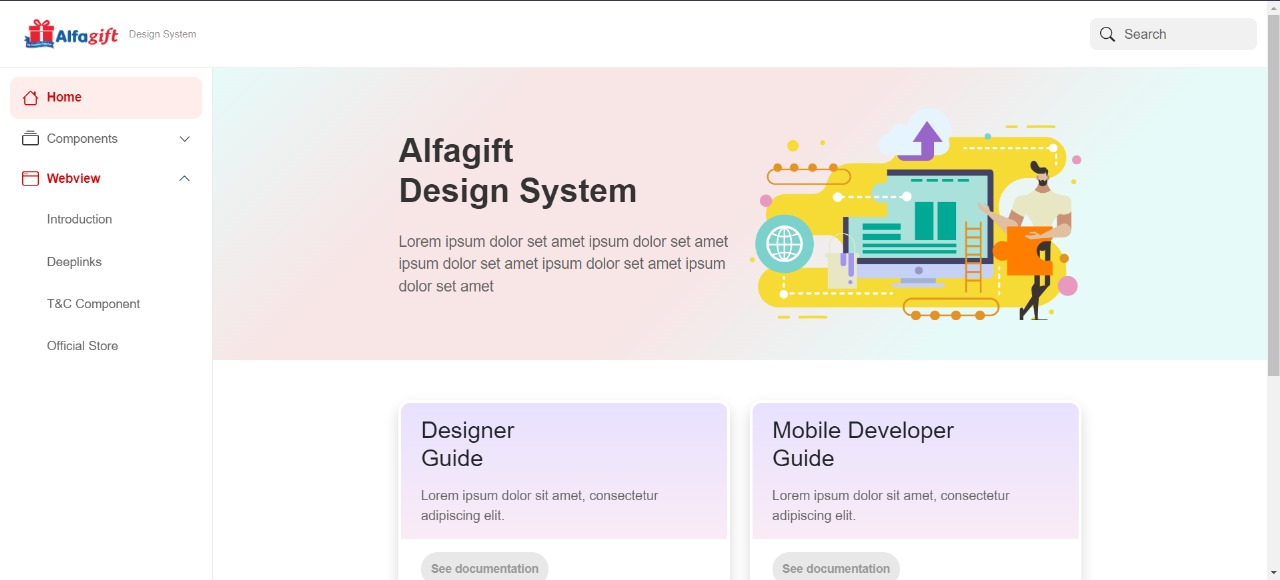 Alfagift Design System
Search
Home
Components
Webview
Introduction
Deeplinks
T&C Component
Official Store
Alfagift
Design System
Lorem ipsum dolor set amet ipsum dolor set amet
ipsum dolor set amet ipsum dolor set amet ipsum
dolor set amet
Designer
Guide
Lorem ipsum dolor sit amet, consectetur
adipiscing elit.
See documentation
Mobile Developer
Guide
Lorem ipsum dolor sit amet, consectetur
adipiscing elit.
See documentation